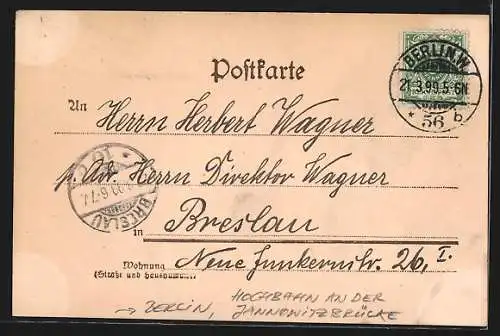 Postkarte
BERLIN.W.
21.3.99.5-6N
* 56 b
An Herrn Herbert Wagner
p. Ad. Herrn Direktor Wagner
BRESLAU
in Breslau
Wohnung Neue Junkernstr. 26, I.
(Straße und Hausnummer)
→ BERLIN, HOCHBAHN AN DER
JANNOWITZBRÜCKE